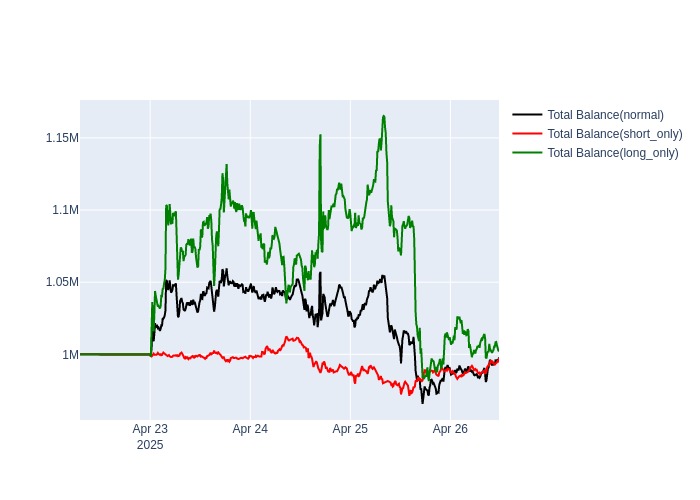 Total Balance(normal)
Total Balance(short_only)
Total Balance(long_only)
1.15M
1.1M
1.05M
1M
Apr 23
2025
Apr 24
Apr 25
Apr 26